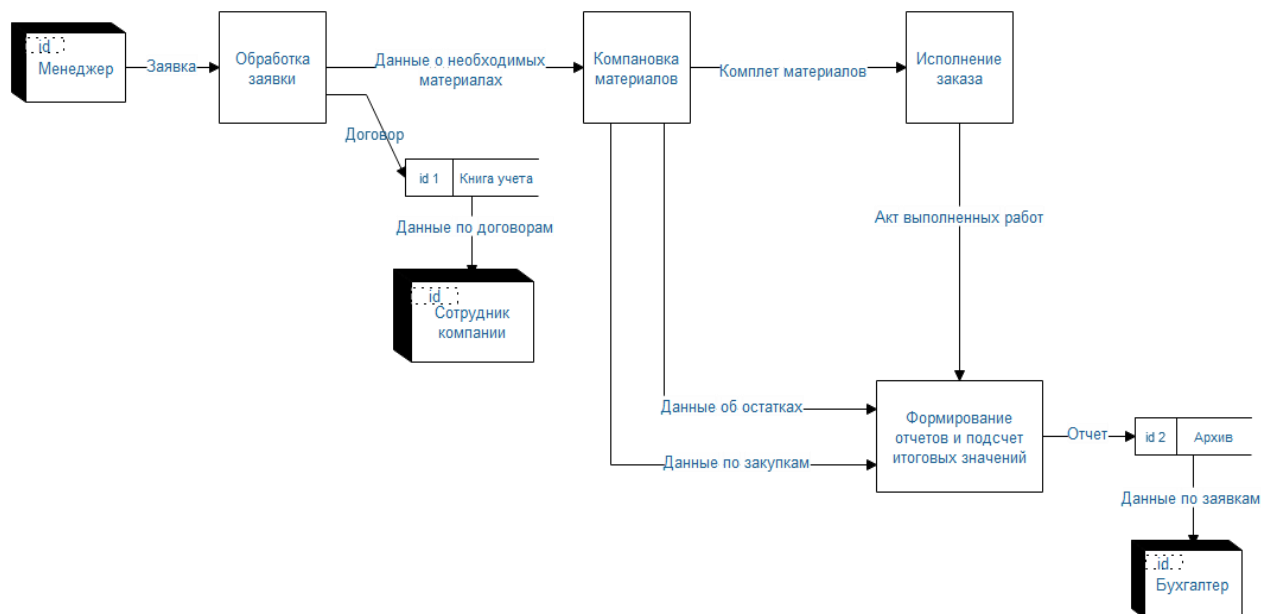 id
Менеджер
Заявка
Обработка
заявки
Данные о необходимых
материалах
Компановка
материалов
Комплет материалов
Исполнение
заказа
Договор
id 1
Книга учета
Данные по договорам
id
Сотрудник
компании
Акт выполненных работ
Данные об остатках
Данные по закупкам
Формирование
отчетов и подсчет
итоговых значений
Отчет
id 2
Архив
Данные по заявкам
id
Бухгалтер